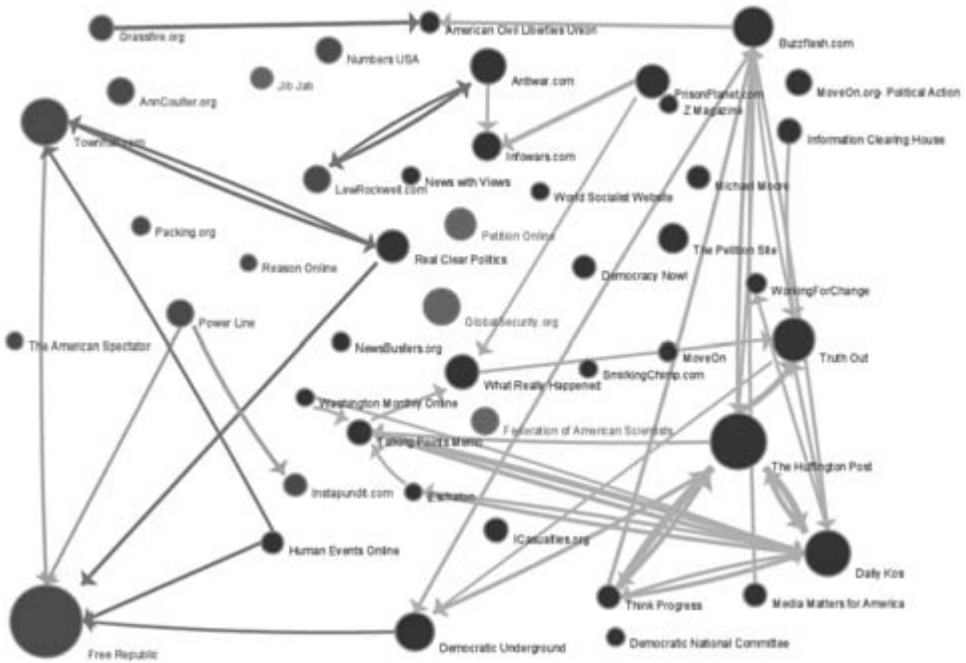 Grassfire.org
American Civil Liberties Union
Buzzflash.com
Numbers USA
Jib Jab
Antiwar.com
AnnCoulter.org
PrisonPlanet.com
MoveOn.org- Political Action
Z Magazine
Townhall.com
Information Clearing House
Infowars.com
LewRockwell.com
News with Views
World Socialist Website
Michael Moore
Packing.org
Petition Online
The Petition Site
Real Clear Politics
Reason Online
Democracy Now!
WorkingForChange
Power Line
GlobalSecurity.org
The American Spectator
NewsBusters.org
MoveOn
Truth Out
SmirkingChimp.com
What Really Happened
Washington Monthly Online
Federation of American Scientists
Talking Points Memo
The Huffington Post
Instapundit.com
Eschaton
ICasualties.org
Human Events Online
Daily Kos
Think Progress
Media Matters for America
Democratic National Committee
Democratic Underground
Free Republic